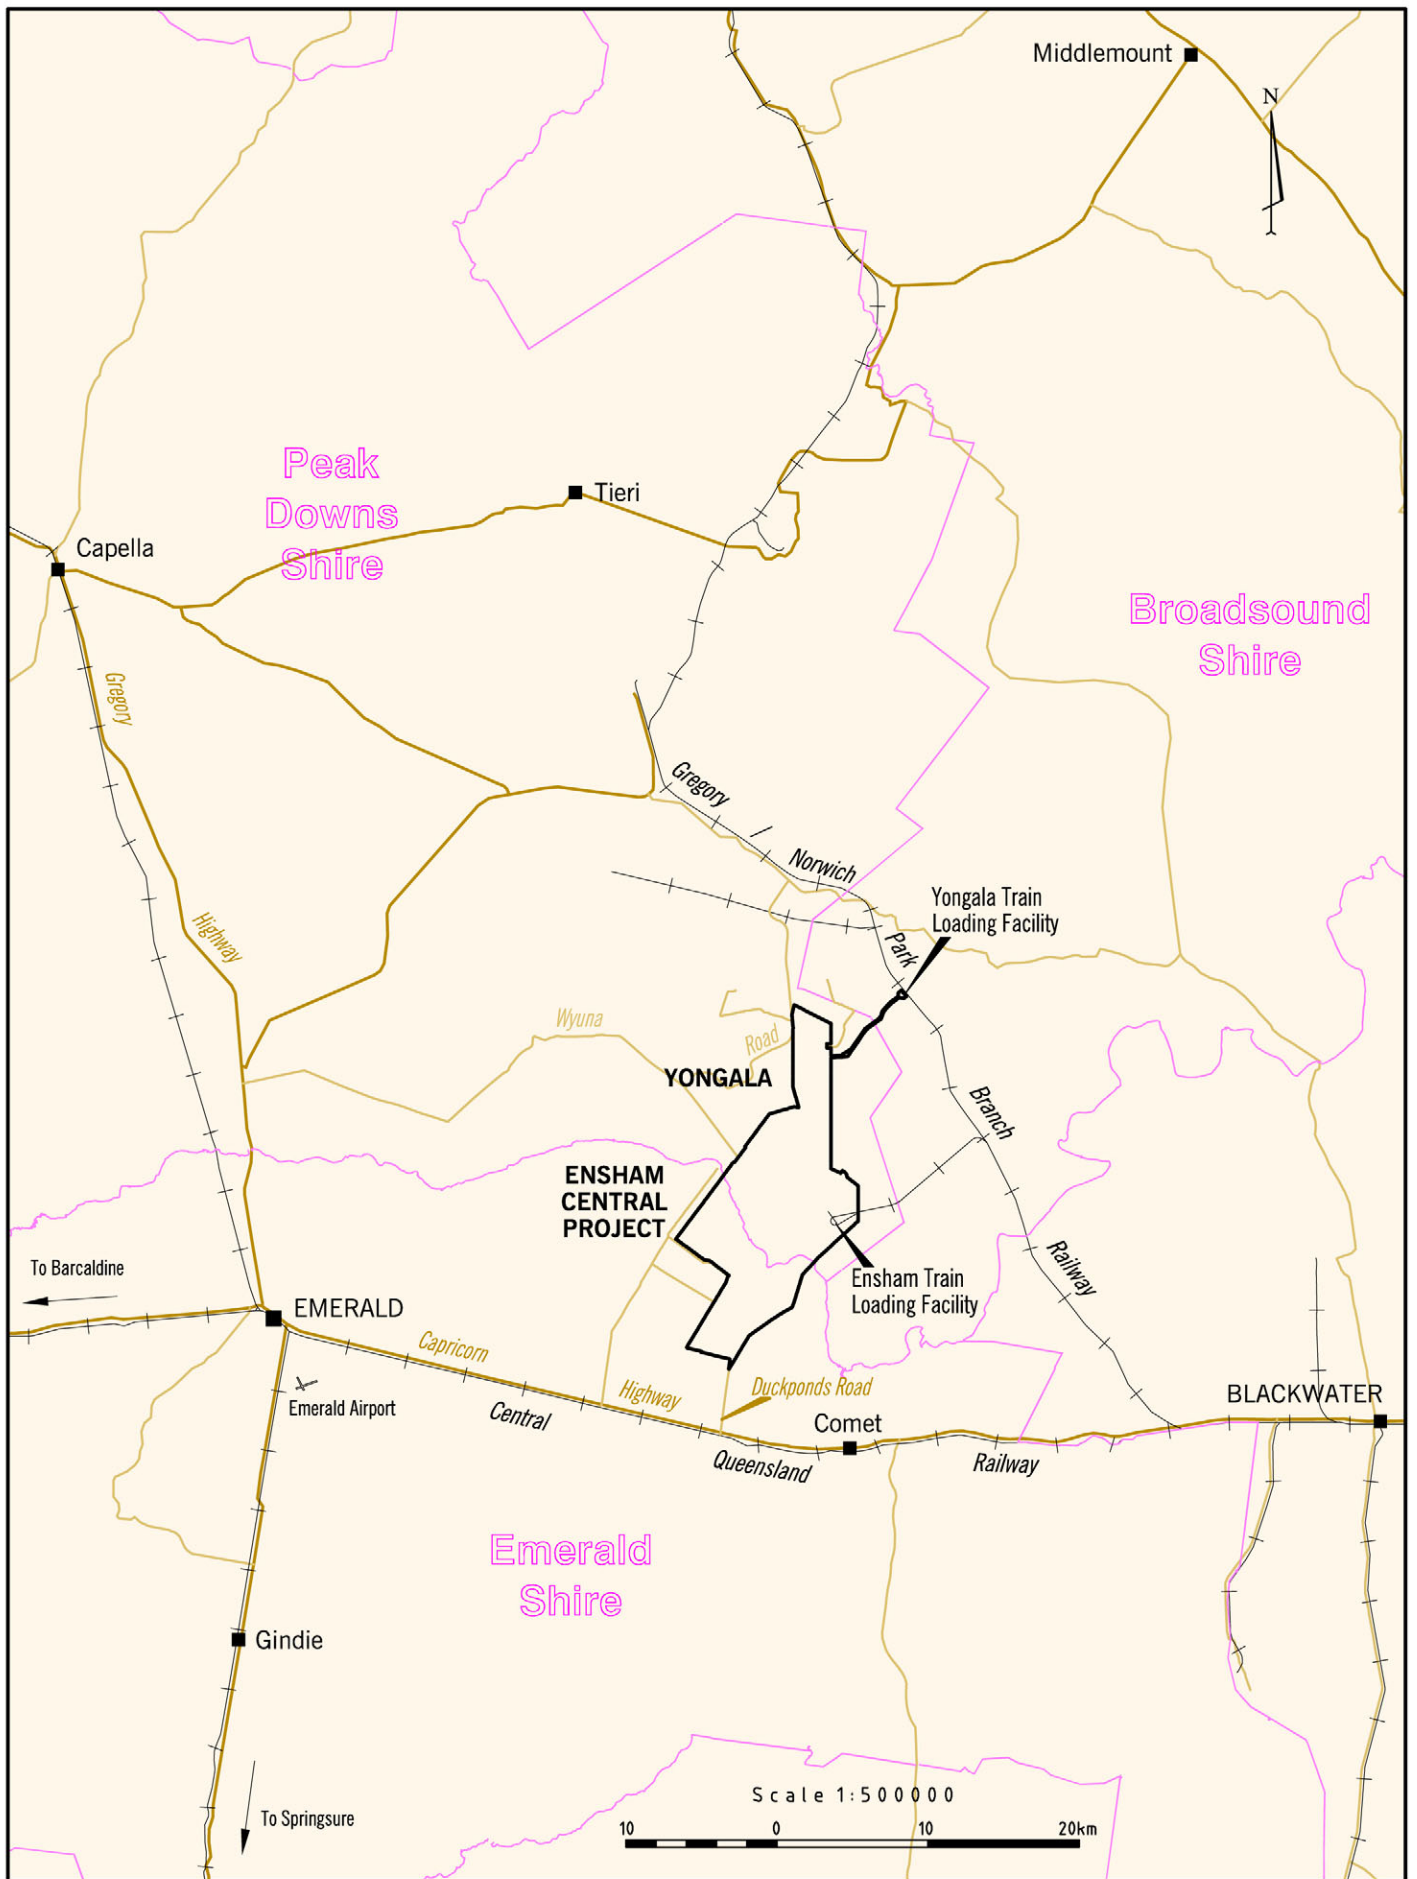 Middlemount
N
Peak
Downs
Shire
Tieri
Capella
Broadsound
Shire
Gregory
Highway
Gregory
Norwich
Park
Branch
Railway
Yongala Train
Loading Facility
Wyuna
Road
YONGALA
ENSHAM
CENTRAL
PROJECT
Ensham Train
Loading Facility
To Barcaldine
EMERALD
Capricorn
Highway
Duckponds Road
Emerald Airport
Central
Queensland
Railway
Comet
BLACKWATER
Emerald
Shire
Gindie
To Springsure
Scale 1:500000
10 0 10 20km